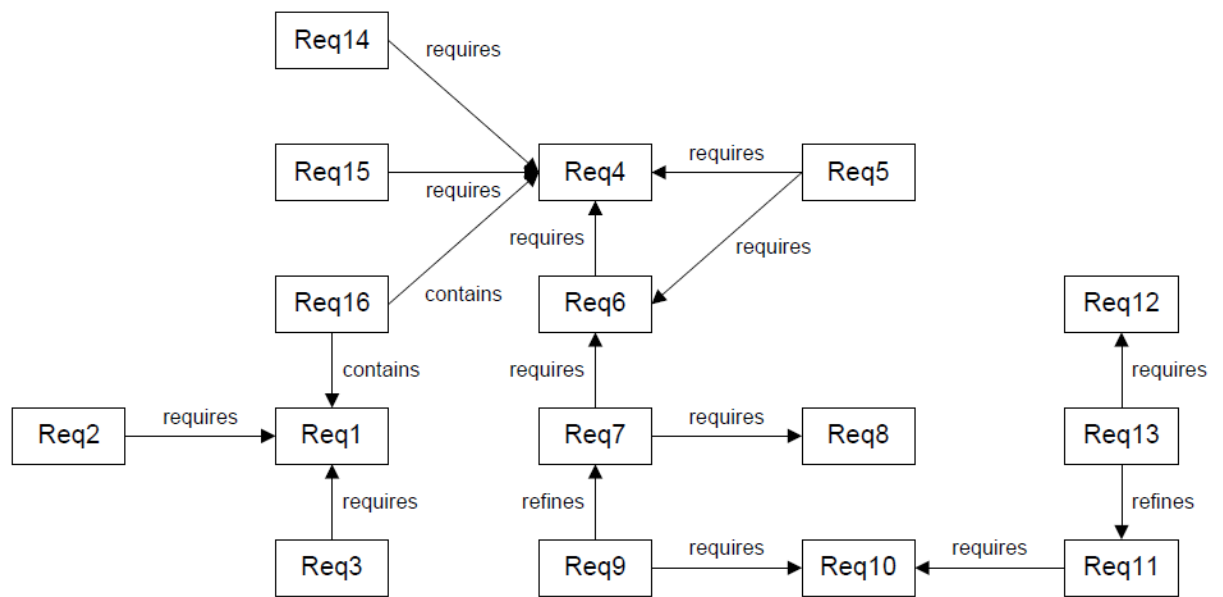 Req14
requires
Req15
requires
Req4
requires
Req5
requires
requires
Req16
contains
Req6
Req12
contains
requires
requires
Req2
requires
Req1
Req7
requires
Req8
Req13
requires
refines
refines
Req3
Req9
requires
Req10
requires
Req11